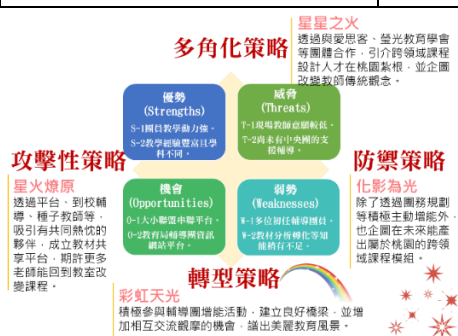 星星之火
透過與愛思客、螢光教育學會
等團體合作，引介跨領域課程
設計人才在桃園紮根，並企圖
改變教師傳統觀念。
多角化策略
優勢
(Strengths)
S-1團員教學動力強。
S-2教學經驗豐富且學
科不同。
威脅
(Threats)
T-1現場教師意願較低。
T-2尚未有中央團的支
援輔導。
攻擊性策略
星火燎原
透過平台、到校輔
導、種子教師等，
吸引有共同熱忱的
夥伴，成立教材共
享平台，期許更多
老師能回到教室改
變課程。
機會
(Opportunities)
O-1大小聯盟串聯平台。
O-2教育局輔導團資訊
網站平台。
弱勢
(Weaknesses)
W-1多位初任輔導團員。
W-2教材分析轉化等知
能稍有不足。
防禦策略
化影為光
除了透過團務規劃
等積極主動增能外，
也企圖在未來能產
出屬於桃園的跨領
域課程模組。
轉型策略
彩虹天光
積極參與輔導團增能活動，建立良好橋梁，並增
加相互交流觀摩的機會，譜出美麗教育風景。